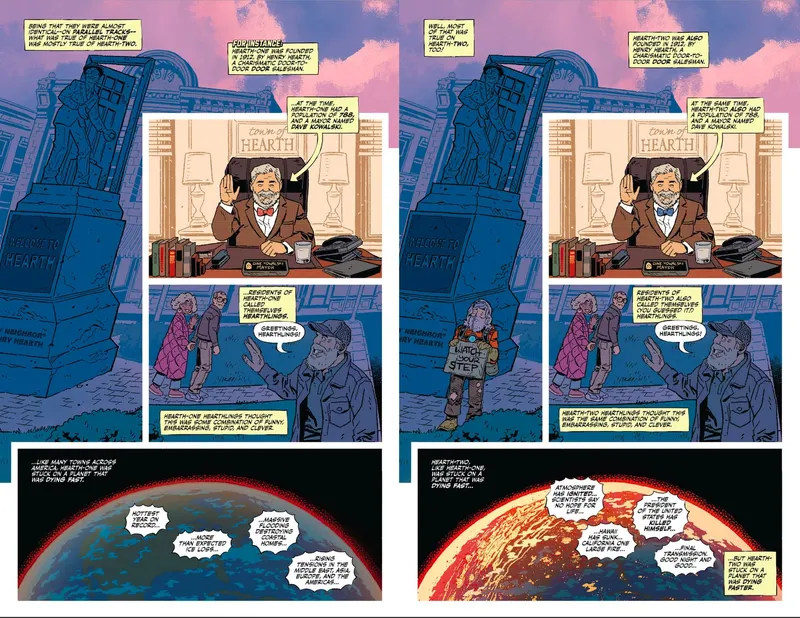 BEING THAT THEY WERE ALMOST
IDENTICAL--ON PARALLEL TRACKS--
WHAT WAS TRUE OF HEARTH-ONE
WAS MOSTLY TRUE OF HEARTH-TWO.
FOR INSTANCE:
HEARTH-ONE WAS FOUNDED
IN 1912, BY HENRY HEARTH,
A CHARISMATIC DOOR-TO-
DOOR DOOR SALESMAN.
...AT THE TIME,
HEARTH-ONE HAD A
POPULATION OF 788,
AND A MAYOR NAMED
DAVE KOWALSKI.
town of
HEARTH
DAVE KOWALSKI
MAYOR
WELCOME TO
HEARTH
NEIGHBOR"
HEARTH
...RESIDENTS OF
HEARTH-ONE
CALLED
THEMSELVES
HEARTHLINGS.
GREETINGS,
HEARTHLINGS!
HEARTH-ONE HEARTHLINGS THOUGHT
THIS WAS SOME COMBINATION OF FUNNY,
EMBARRASSING, STUPID, AND CLEVER.
...LIKE MANY TOWNS ACROSS
AMERICA, HEARTH-ONE WAS
STUCK ON A PLANET THAT
WAS DYING FAST.
HOTTEST
YEAR ON
RECORD...
...MORE
THAN EXPECTED
ICE LOSS...
...MASSIVE
FLOODING
DESTROYING
COASTAL
HOMES...
...RISING
TENSIONS IN THE
MIDDLE EAST, ASIA,
EUROPE, AND THE
AMERICAS...
WELL, MOST
OF THAT WAS
TRUE ON
HEARTH-TWO,
TOO!
HEARTH-TWO WAS ALSO
FOUNDED IN 1912, BY
HENRY HEARTH, A
CHARISMATIC DOOR-TO-
DOOR DOOR SALESMAN.
AT THE SAME TIME,
HEARTH-TWO ALSO HAD
A POPULATION OF 788,
AND A MAYOR NAMED
DAVE KOWALSKI.
town of
HEARTH
DAVE KOWALSKI
MAYOR
WELCOME TO
HEARTH
WATCH
YOUR
STEP
RESIDENTS OF
HEARTH-TWO ALSO
CALLED THEMSELVES
(YOU GUESSED IT!)
HEARTHLINGS.
GREETINGS,
HEARTHLINGS!
HEARTH-TWO HEARTHLINGS THOUGHT THIS
WAS THE SAME COMBINATION OF FUNNY,
EMBARRASSING, STUPID, AND CLEVER.
HEARTH-TWO,
LIKE HEARTH-ONE,
WAS STUCK ON A
PLANET THAT WAS
DYING FAST...
ATMOSPHERE
HAS IGNITED...
SCIENTISTS SAY
NO HOPE FOR
LIFE...
...HAWAII
HAS SUNK...
CALIFORNIA ONE
LARGE FIRE...
...THE
PRESIDENT
OF THE UNITED
STATES HAS
KILLED
HIMSELF...
...FINAL
TRANSMISSION.
GOOD NIGHT AND
GOOD...
...BUT HEARTH-
TWO WAS
STUCK ON A
PLANET THAT
WAS DYING
FASTER.